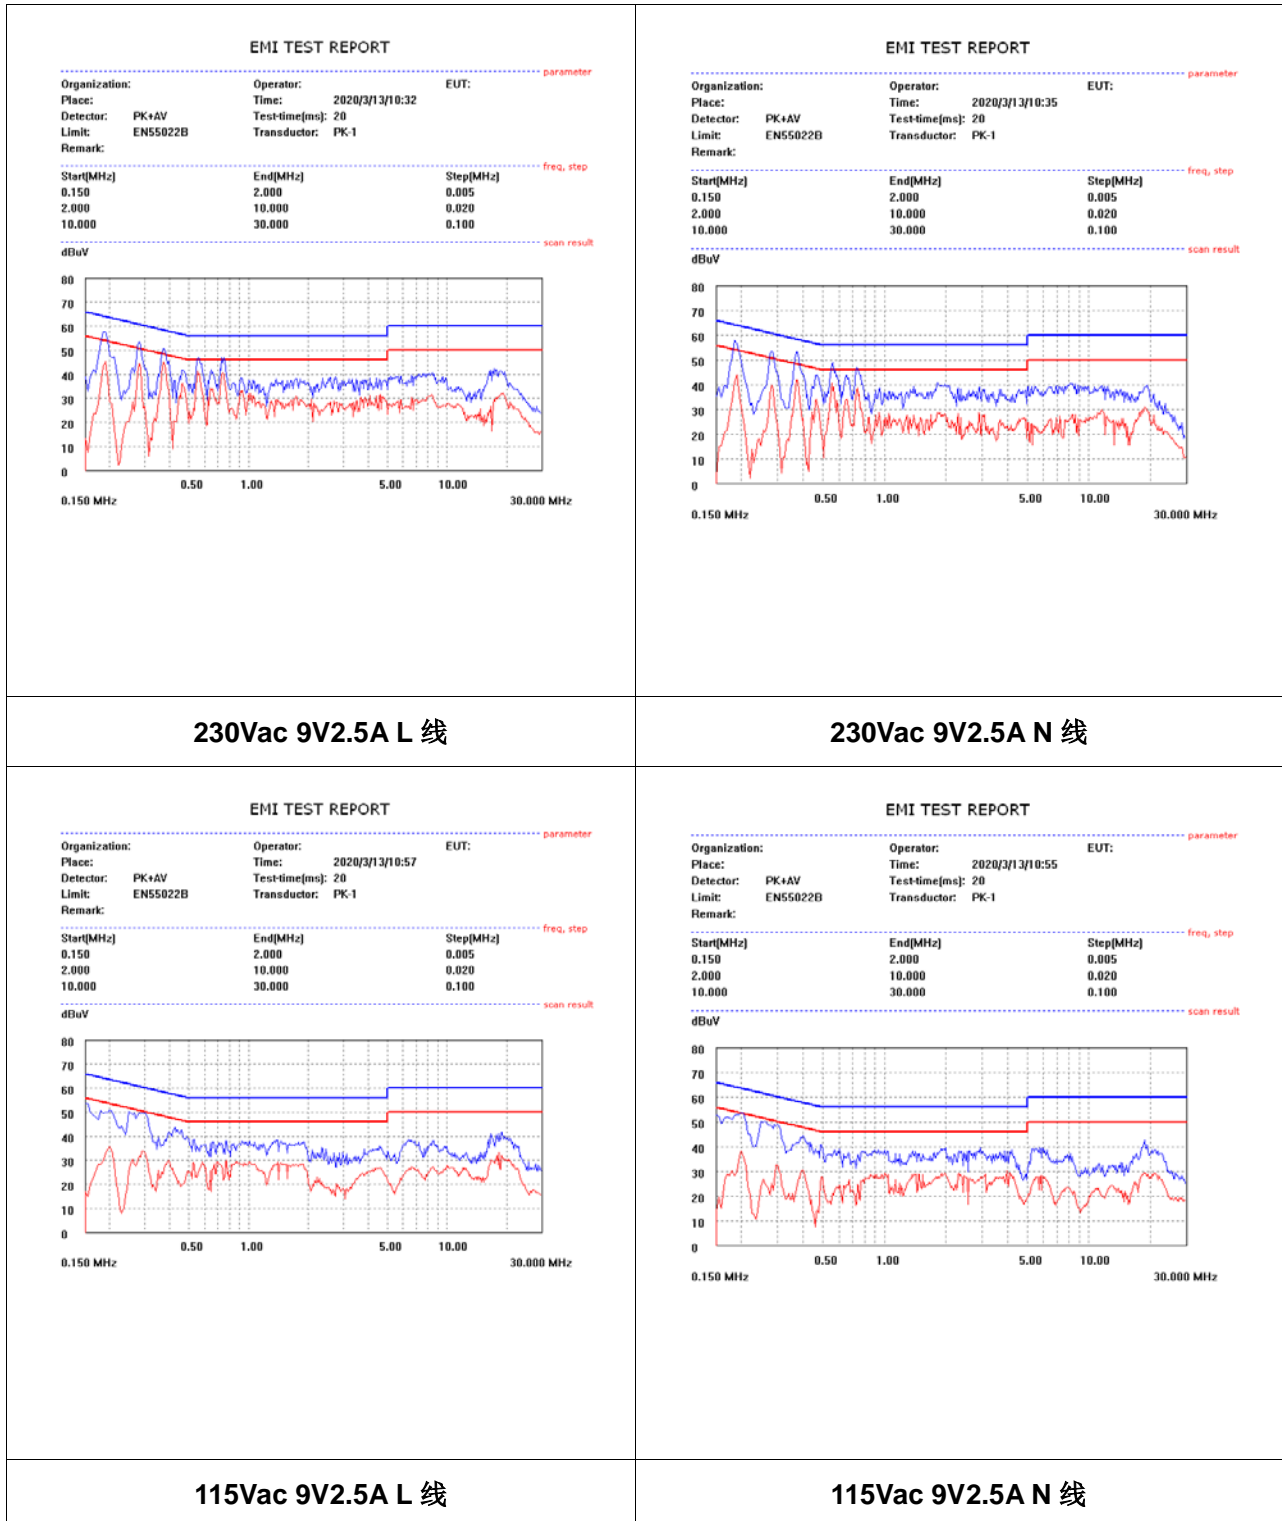 EMI TEST REPORT
parameter
Organization: Operator: EUT:
Place: Time: 2020/3/13/10:32
Detector: PK+AV Test-time(ms): 20
Limit: EN55022B Transductor: PK-1
Remark:
freq, step
Start(MHz) End(MHz) Step(MHz)
0.150 2.000 0.005
2.000 10.000 0.020
10.000 30.000 0.100
scan result
dBuV
80
70
60
50
40
30
20
10
0
0.50 1.00 5.00 10.00
0.150 MHz 30.000 MHz
230Vac 9V2.5A L 线
EMI TEST REPORT
parameter
Organization: Operator: EUT:
Place: Time: 2020/3/13/10:35
Detector: PK+AV Test-time(ms): 20
Limit: EN55022B Transductor: PK-1
Remark:
freq, step
Start(MHz) End(MHz) Step(MHz)
0.150 2.000 0.005
2.000 10.000 0.020
10.000 30.000 0.100
scan result
dBuV
80
70
60
50
40
30
20
10
0
0.50 1.00 5.00 10.00
0.150 MHz 30.000 MHz
230Vac 9V2.5A N 线
EMI TEST REPORT
parameter
Organization: Operator: EUT:
Place: Time: 2020/3/13/10:57
Detector: PK+AV Test-time(ms): 20
Limit: EN55022B Transductor: PK-1
Remark:
freq, step
Start(MHz) End(MHz) Step(MHz)
0.150 2.000 0.005
2.000 10.000 0.020
10.000 30.000 0.100
scan result
dBuV
80
70
60
50
40
30
20
10
0
0.50 1.00 5.00 10.00
0.150 MHz 30.000 MHz
115Vac 9V2.5A L 线
EMI TEST REPORT
parameter
Organization: Operator: EUT:
Place: Time: 2020/3/13/10:55
Detector: PK+AV Test-time(ms): 20
Limit: EN55022B Transductor: PK-1
Remark:
freq, step
Start(MHz) End(MHz) Step(MHz)
0.150 2.000 0.005
2.000 10.000 0.020
10.000 30.000 0.100
scan result
dBuV
80
70
60
50
40
30
20
10
0
0.50 1.00 5.00 10.00
0.150 MHz 30.000 MHz
115Vac 9V2.5A N 线